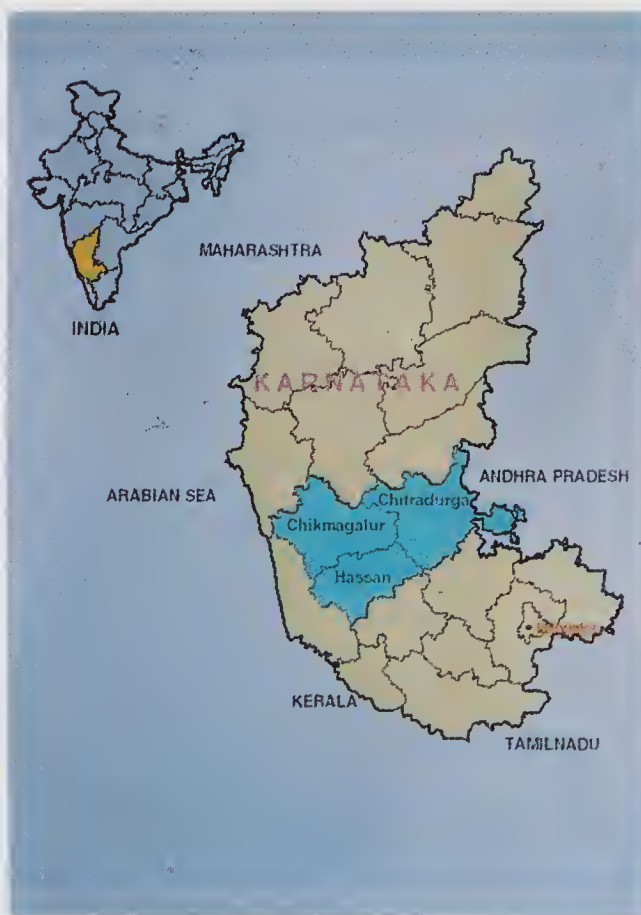 MAHARASHTRA
INDIA
KARNATAKA
ANDHRA PRADESH
ARABIAN SEA
Chitradurga
Chikmagalur
Hassan
KERALA
TAMILNADU